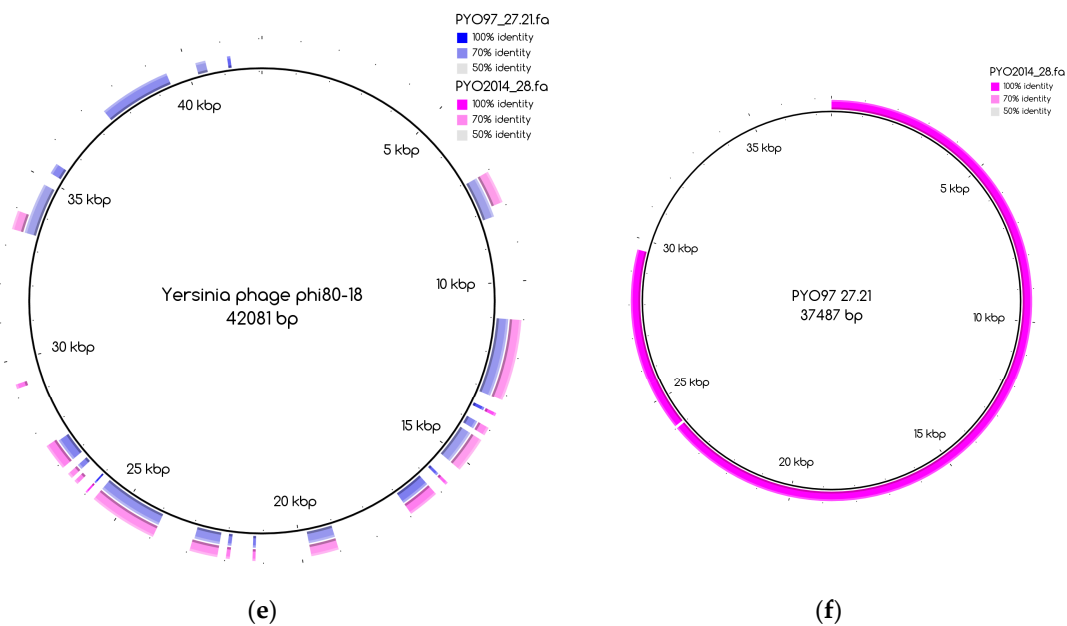 PYO97_27.21.fa
100% identity
70% identity
50% identity
PYO2014_28.fa
100% identity
70% identity
50% identity
40 kbp
5 kbp
35 kbp
10 kbp
Yersinia phage phi80-18
42081 bp
30 kbp
15 kbp
25 kbp
20 kbp
(e)
PYO2014_28.fa
100% identity
70% identity
50% identity
35 kbp
5 kbp
30 kbp
PYO97 27.21
37487 bp
10 kbp
25 kbp
15 kbp
20 kbp
(f)